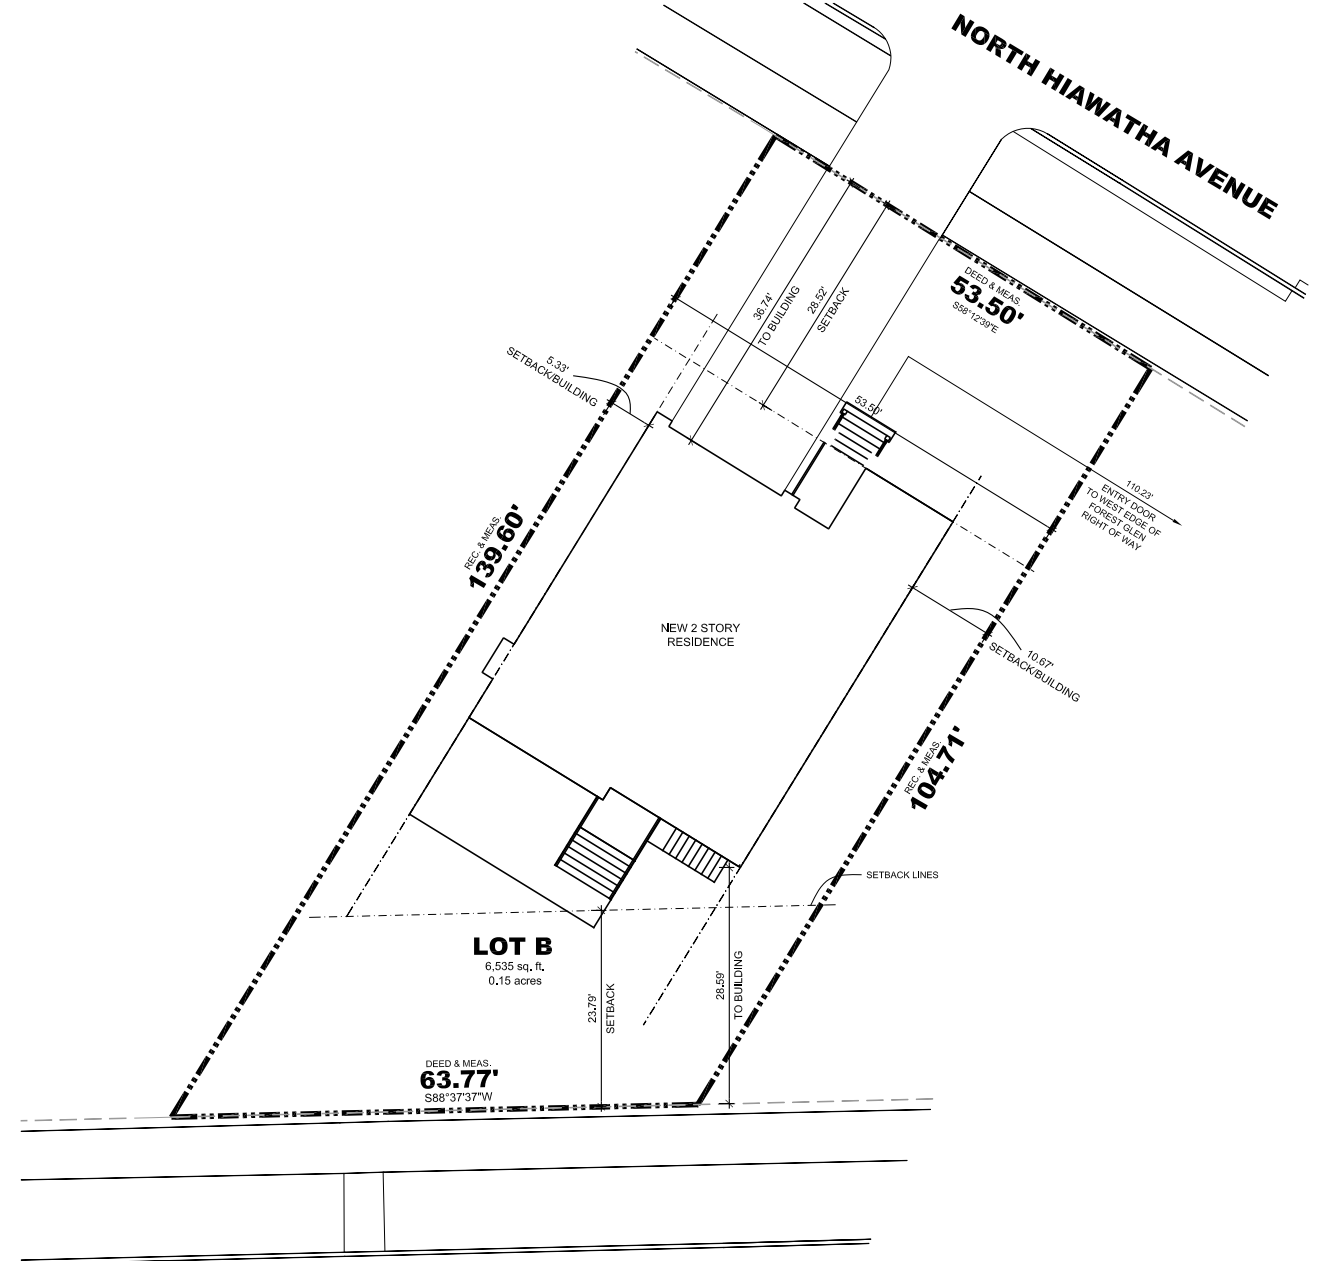 NORTH HIAWATHA AVENUE
DEED & MEAS.
53.50'
S58°12'39"E
36.74'
TO BUILDING
28.52'
SETBACK
5.33'
SETBACK/BUILDING
53.50'
110.23'
ENTRY DOOR
TO WEST EDGE OF
FOREST GLEN
RIGHT OF WAY
REC. & MEAS.
139.60'
NEW 2 STORY
RESIDENCE
10.67'
SETBACK/BUILDING
REC. & MEAS.
104.71'
SETBACK LINES
LOT B
6,535 sq. ft.
0.15 acres
23.79'
SETBACK
28.59'
TO BUILDING
DEED & MEAS.
63.77'
S88°37'37"W